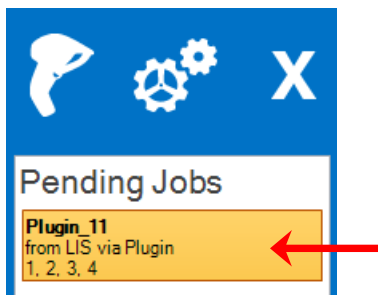 X
Pending Jobs
Plugin_11
from LIS via Plugin
1, 2, 3, 4